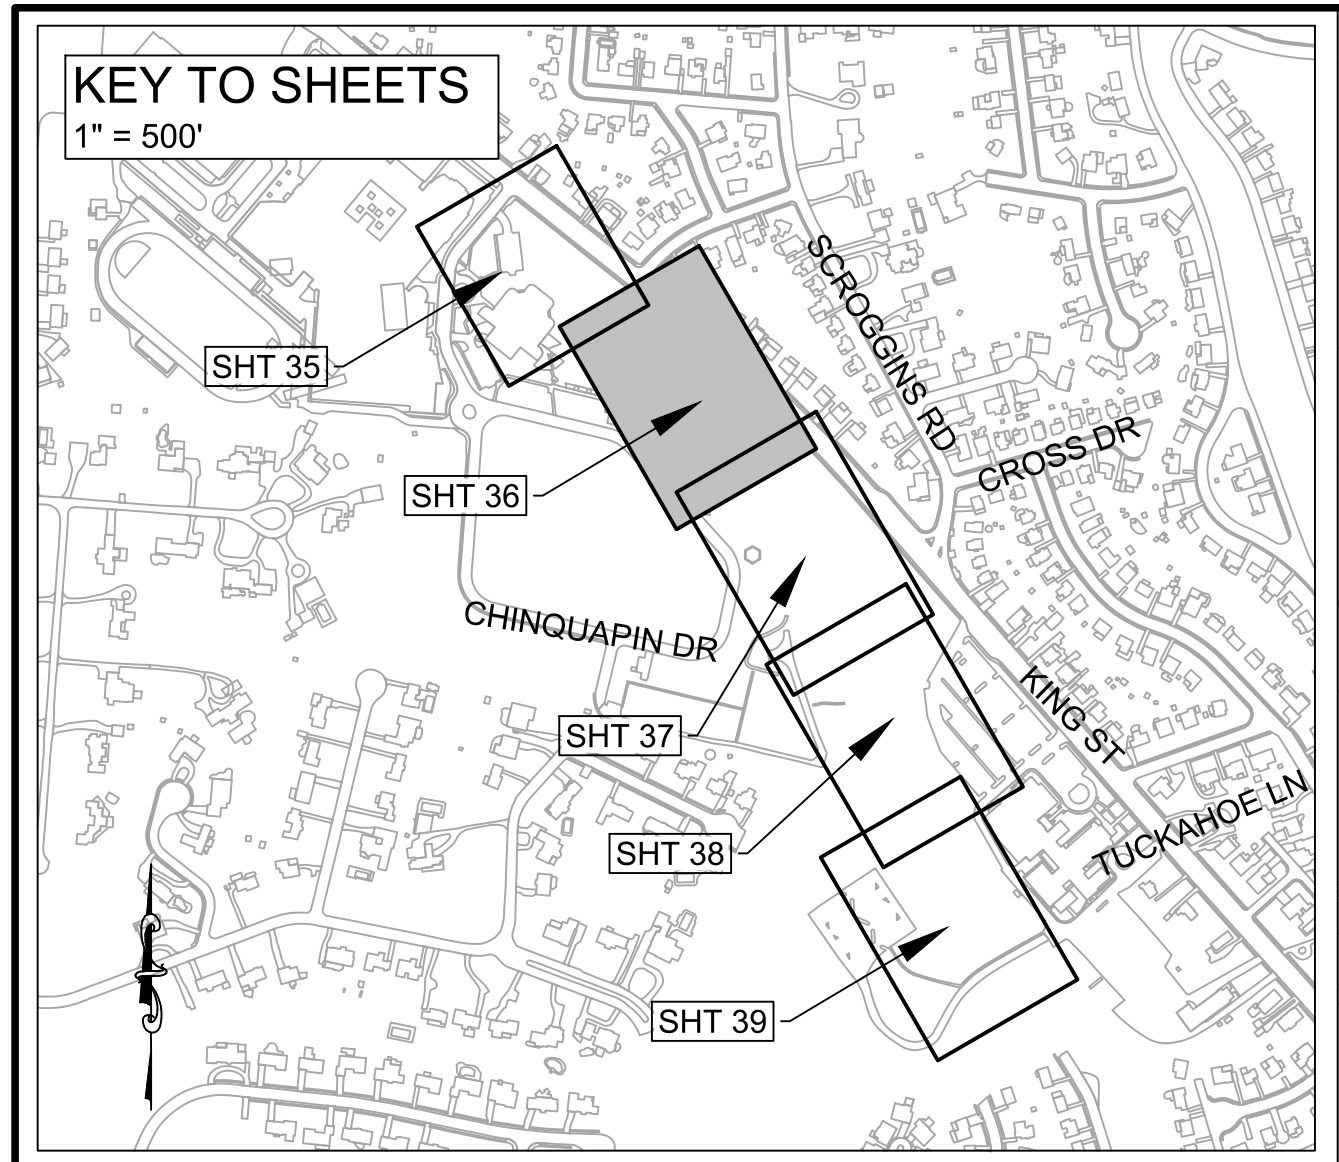 KEY TO SHEETS
1" = 500'
SCROGGINS RD
SHT 35
CROSS DR
SHT 36
CHINQUAPIN DR
KING ST
SHT 37
TUCKAHOE LN
SHT 38
SHT 39